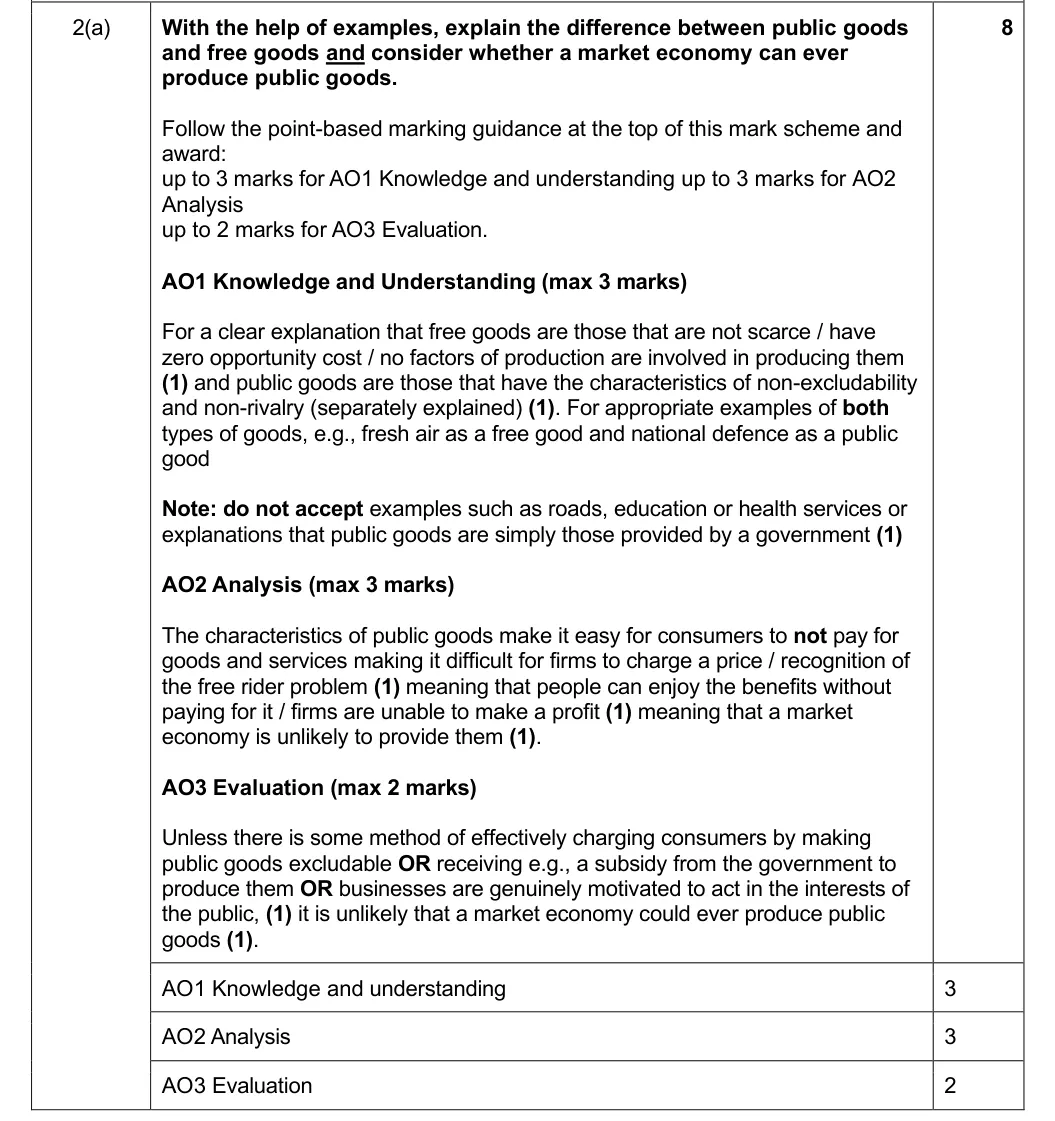 2(a)
With the help of examples, explain the difference between public goods
8
and free goods and consider whether a market economy can ever
produce public goods.
Follow the point-based marking guidance at the top of this mark scheme and
award:
up to 3 marks for AO1 Knowledge and understanding up to 3 marks for AO2
Analysis
up to 2 marks for AO3 Evaluation.
AO1 Knowledge and Understanding (max 3 marks)
For a clear explanation that free goods are those that are not scarce / have
zero opportunity cost / no factors of production are involved in producing them
(1) and public goods are those that have the characteristics of non-excludability
and non-rivalry (separately explained) (1). For appropriate examples of both
types of goods, e.g., fresh air as a free good and national defence as a public
good
Note: do not accept examples such as roads, education or health services or
explanations that public goods are simply those provided by a government (1)
AO2 Analysis (max 3 marks)
The characteristics of public goods make it easy for consumers to not pay for
goods and services making it difficult for firms to charge a price / recognition of
the free rider problem (1) meaning that people can enjoy the benefits without
paying for it / firms are unable to make a profit (1) meaning that a market
economy is unlikely to provide them (1).
AO3 Evaluation (max 2 marks)
Unless there is some method of effectively charging consumers by making
public goods excludable OR receiving e.g., a subsidy from the government to
produce them OR businesses are genuinely motivated to act in the interests of
the public, (1) it is unlikely that a market economy could ever produce public
goods (1).
AO1 Knowledge and understanding
3
AO2 Analysis
3
AO3 Evaluation
2